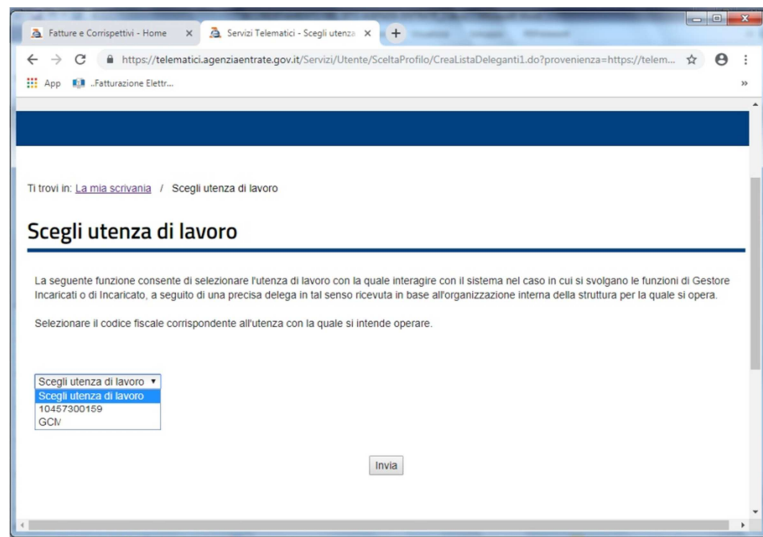 Fatture e Corrispettivi - Home
Servizi Telematici - Scegli utenza
https://telematici.agenziaentrate.gov.it/Servizi/Utente/SceltaProfilo/CreaListaDeleganti1.do?provenienza=https://telem...
App
..Fatturazione Elettr...
Ti trovi in: La mia scrivania / Scegli utenza di lavoro
Scegli utenza di lavoro
La seguente funzione consente di selezionare l'utenza di lavoro con la quale interagire con il sistema nel caso in cui si svolgano le funzioni di Gestore
Incaricati o di Incaricato, a seguito di una precisa delega in tal senso ricevuta in base all'organizzazione interna della struttura per la quale si opera.
Selezionare il codice fiscale corrispondente all'utenza con la quale si intende operare.
Scegli utenza di lavoro
Scegli utenza di lavoro
10457300159
Invia